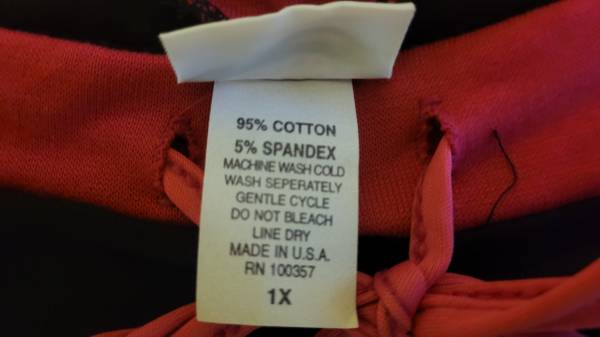 95% COTTON
5% SPANDEX
MACHINE WASH COLD
WASH SEPERATELY
GENTLE CYCLE
DO NOT BLEACH
LINE DRY
MADE IN U.S.A.
RN 100357
1X